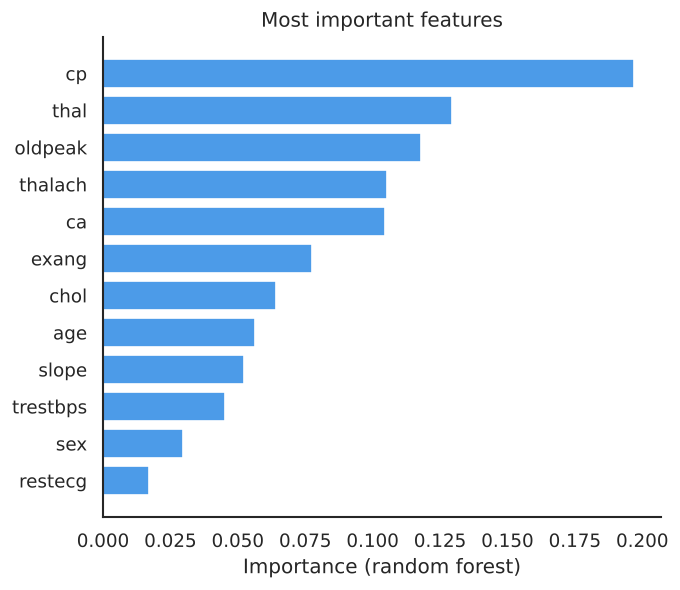 Most important features
cp
thal
oldpeak
thalach
ca
exang
chol
age
slope
trestbps
sex
restecg
0.000 0.025 0.050 0.075 0.100 0.125 0.150 0.175 0.200
Importance (random forest)